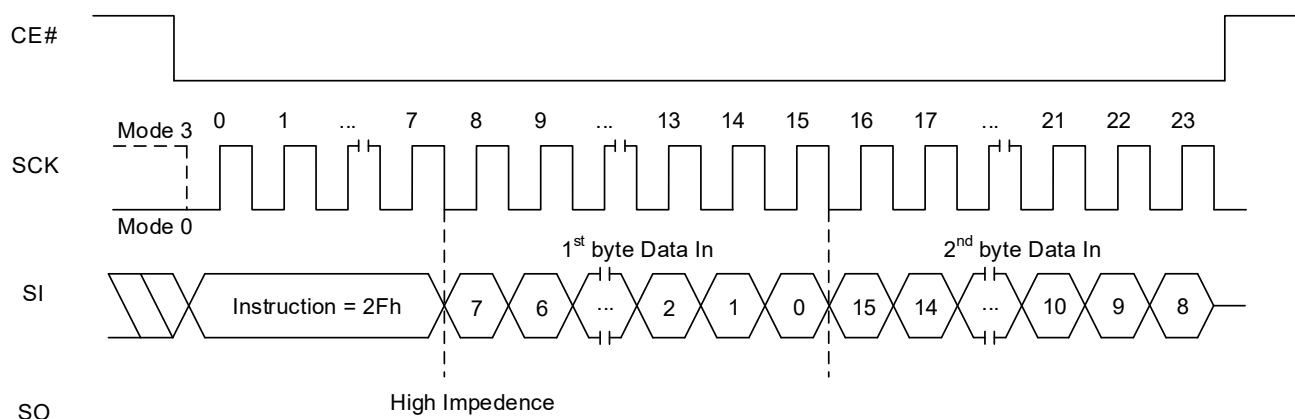 CE#
0 1 ... 7 8 9 ... 13 14 15 16 17 ... 21 22 23
Mode 3
SCK
Mode 0
1st byte Data In 2nd byte Data In
SI Instruction = 2Fh 7 6 ... 2 1 0 15 14 ... 10 9 8
High Impedence
SO